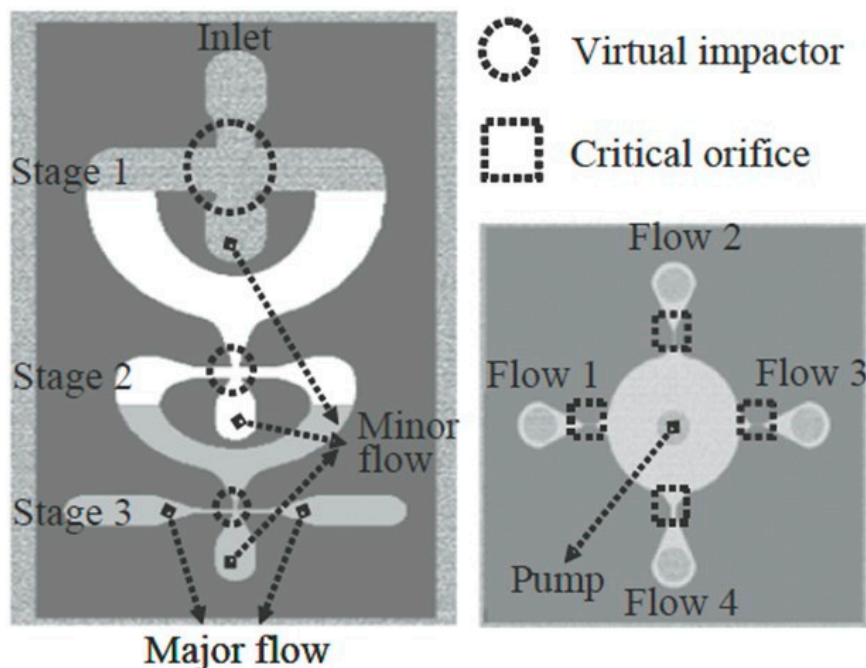 Inlet
Stage 1
Stage 2
Minor
flow
Stage 3
Major flow
Virtual impactor
Critical orifice
Flow 2
Flow 1
Flow 3
Pump
Flow 4